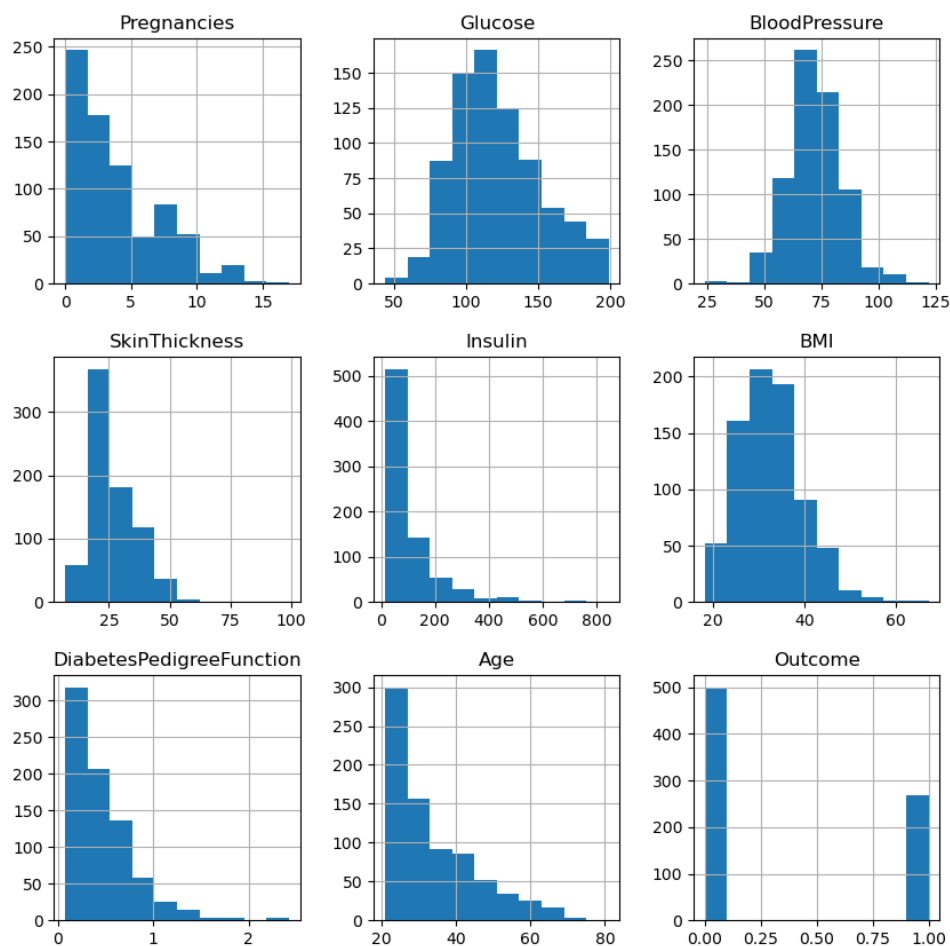 Pregnancies Glucose BloodPressure
250 200 150 100 50 0
0 5 10 15
150 125 100 75 50 25 0
50 100 150 200
250 200 150 100 50 0
25 50 75 100 125
SkinThickness Insulin BMI
300 200 100 0
25 50 75 100
500 400 300 200 100 0
0 200 400 600 800
200 150 100 50 0
20 40 60
DiabetesPedigreeFunction Age Outcome
300 250 200 150 100 50 0
0 1 2
300 250 200 150 100 50 0
20 40 60 80
500 400 300 200 100 0
0.00 0.25 0.50 0.75 1.00